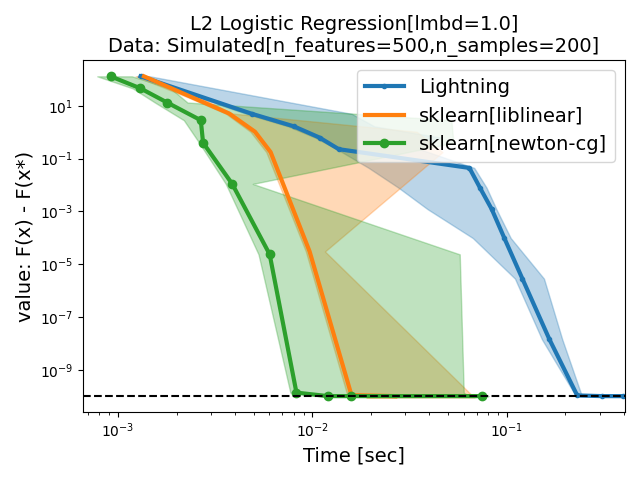 L2 Logistic Regression[lmbd=1.0]
Data: Simulated[n_features=500,n_samples=200]
value: F(x) - F(x*)
10¹
10⁻¹
10⁻³
10⁻⁵
10⁻⁷
10⁻⁹
Lightning
sklearn[liblinear]
sklearn[newton-cg]
10⁻³ 10⁻² 10⁻¹
Time [sec]